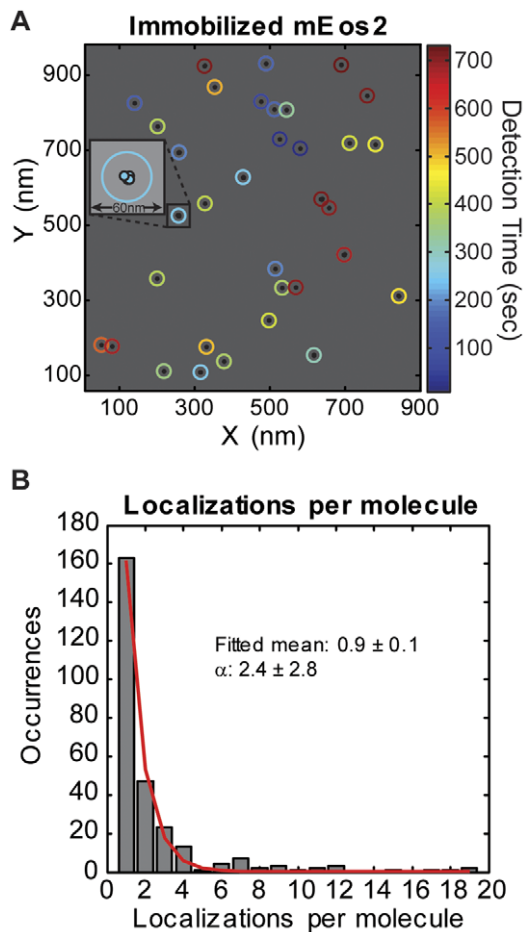 A
Immobilized mEos2
900
700
500
300
100
Y (nm)
60nm
100 300 500 700 900
X (nm)
700
600
500
400
300
200
100
Detection Time (sec)
B
Localizations per molecule
180
160
140
120
100
80
60
40
20
0
Occurrences
Fitted mean: 0.9 ± 0.1
α: 2.4 ± 2.8
0 2 4 6 8 10 12 14 16 18 20
Localizations per molecule